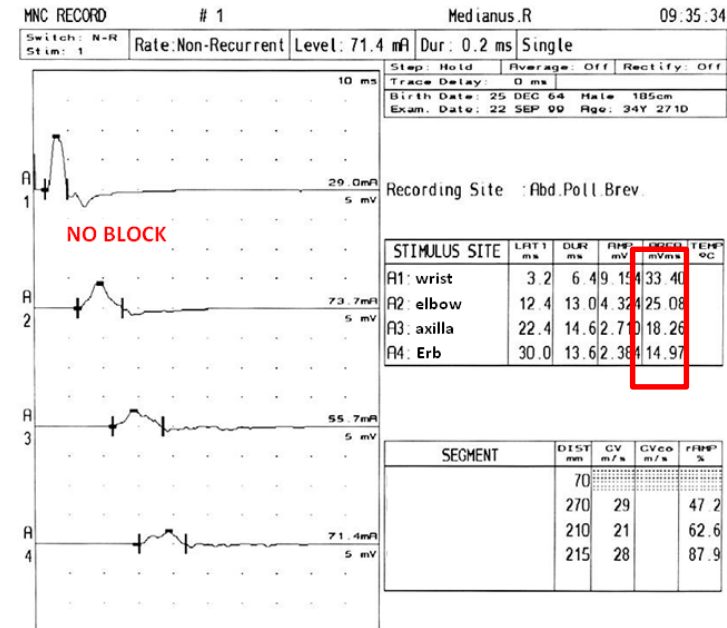 MNC RECORD # 1 Medianus.R 09:35:34
Switch: N-R
Stim: 1
Rate:Non-Recurrent Level: 71.4 mA Dur: 0.2 ms Single
Step: Hold Average: Off Rectify: Off
Trace Delay: 0 ms
Birth Date: 25 DEC 64 Male 185cm
Exam. Date: 22 SEP 99 Age: 34Y 271D
10 ms
A
1
29.0mA
5 mV
NO BLOCK
A
2
73.7mA
5 mV
A
3
55.7mA
5 mV
A
4
71.4mA
5 mV
Recording Site :Abd.Poll.Brev.
STIMULUS SITE LAT1 ms DUR ms AMP mV AREA mVms TEMP ºC
A1: wrist 3.2 6.4 9.154 33.40
A2: elbow 12.4 13.0 4.324 25.08
A3: axilla 22.4 14.6 2.710 18.26
A4: Erb 30.0 13.6 2.384 14.97
SEGMENT DIST mm CV m/s CVco m/s rAMP %
70
270 29 47.2
210 21 62.6
215 28 87.9